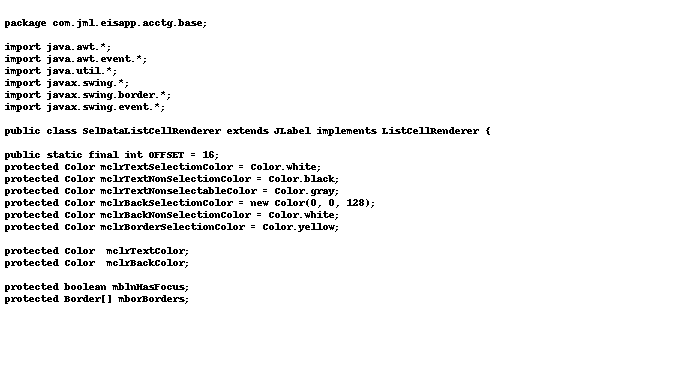 package com.jml.eisapp.acctg.base;

import java.awt.*;
import java.awt.event.*;
import java.util.*;
import javax.swing.*;
import javax.swing.border.*;
import javax.swing.event.*;

public class SelDataListCellRenderer extends JLabel implements ListCellRenderer {

public static final int OFFSET = 16;
protected Color mclrTextSelectionColor = Color.white;
protected Color mclrTextNonSelectionColor = Color.black;
protected Color mclrTextNonselectableColor = Color.gray;
protected Color mclrBackSelectionColor = new Color(0, 0, 128);
protected Color mclrBackNonSelectionColor = Color.white;
protected Color mclrBorderSelectionColor = Color.yellow;

protected Color  mclrTextColor;
protected Color  mclrBackColor;

protected boolean mblnHasFocus;
protected Border[] mborBorders;